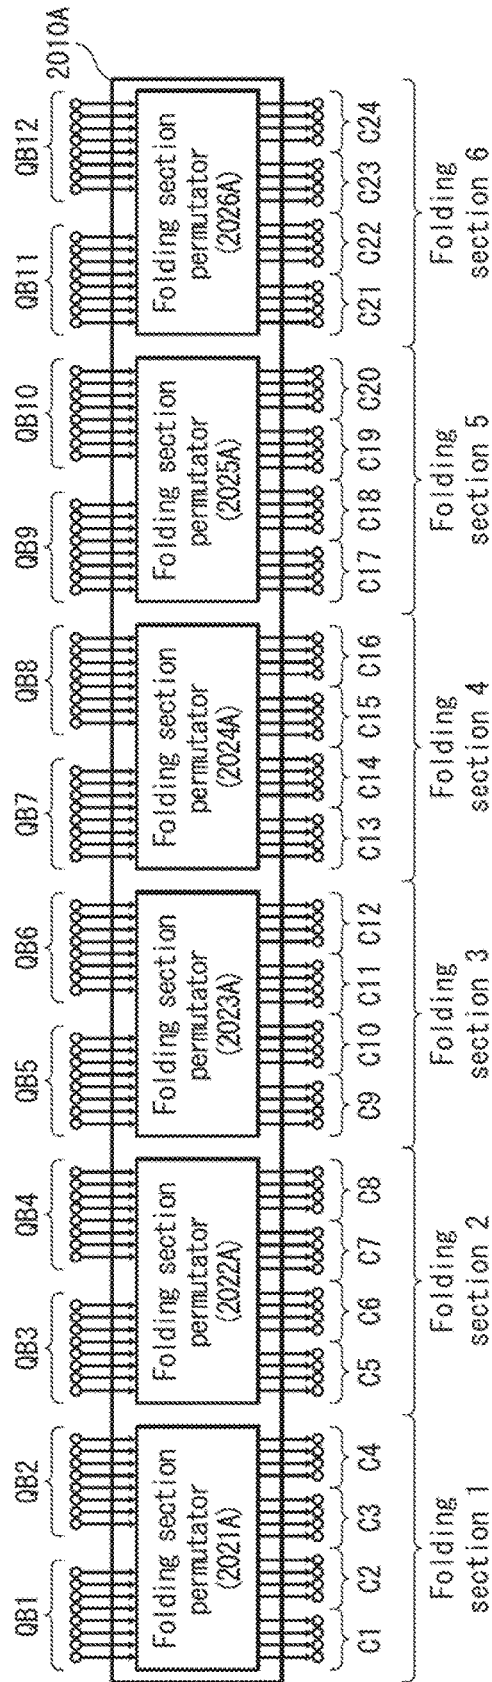 2010A
QB1 QB2 QB3 QB4 QB5 QB6 QB7 QB8 QB9 QB10 QB11 QB12
Folding section
permutator
(2021A)
Folding section
permutator
(2022A)
Folding section
permutator
(2023A)
Folding section
permutator
(2024A)
Folding section
permutator
(2025A)
Folding section
permutator
(2026A)
C1 C2 C3 C4 C5 C6 C7 C8 C9 C10 C11 C12 C13 C14 C15 C16 C17 C18 C19 C20 C21 C22 C23 C24
Folding
section 1
Folding
section 2
Folding
section 3
Folding
section 4
Folding
section 5
Folding
section 6